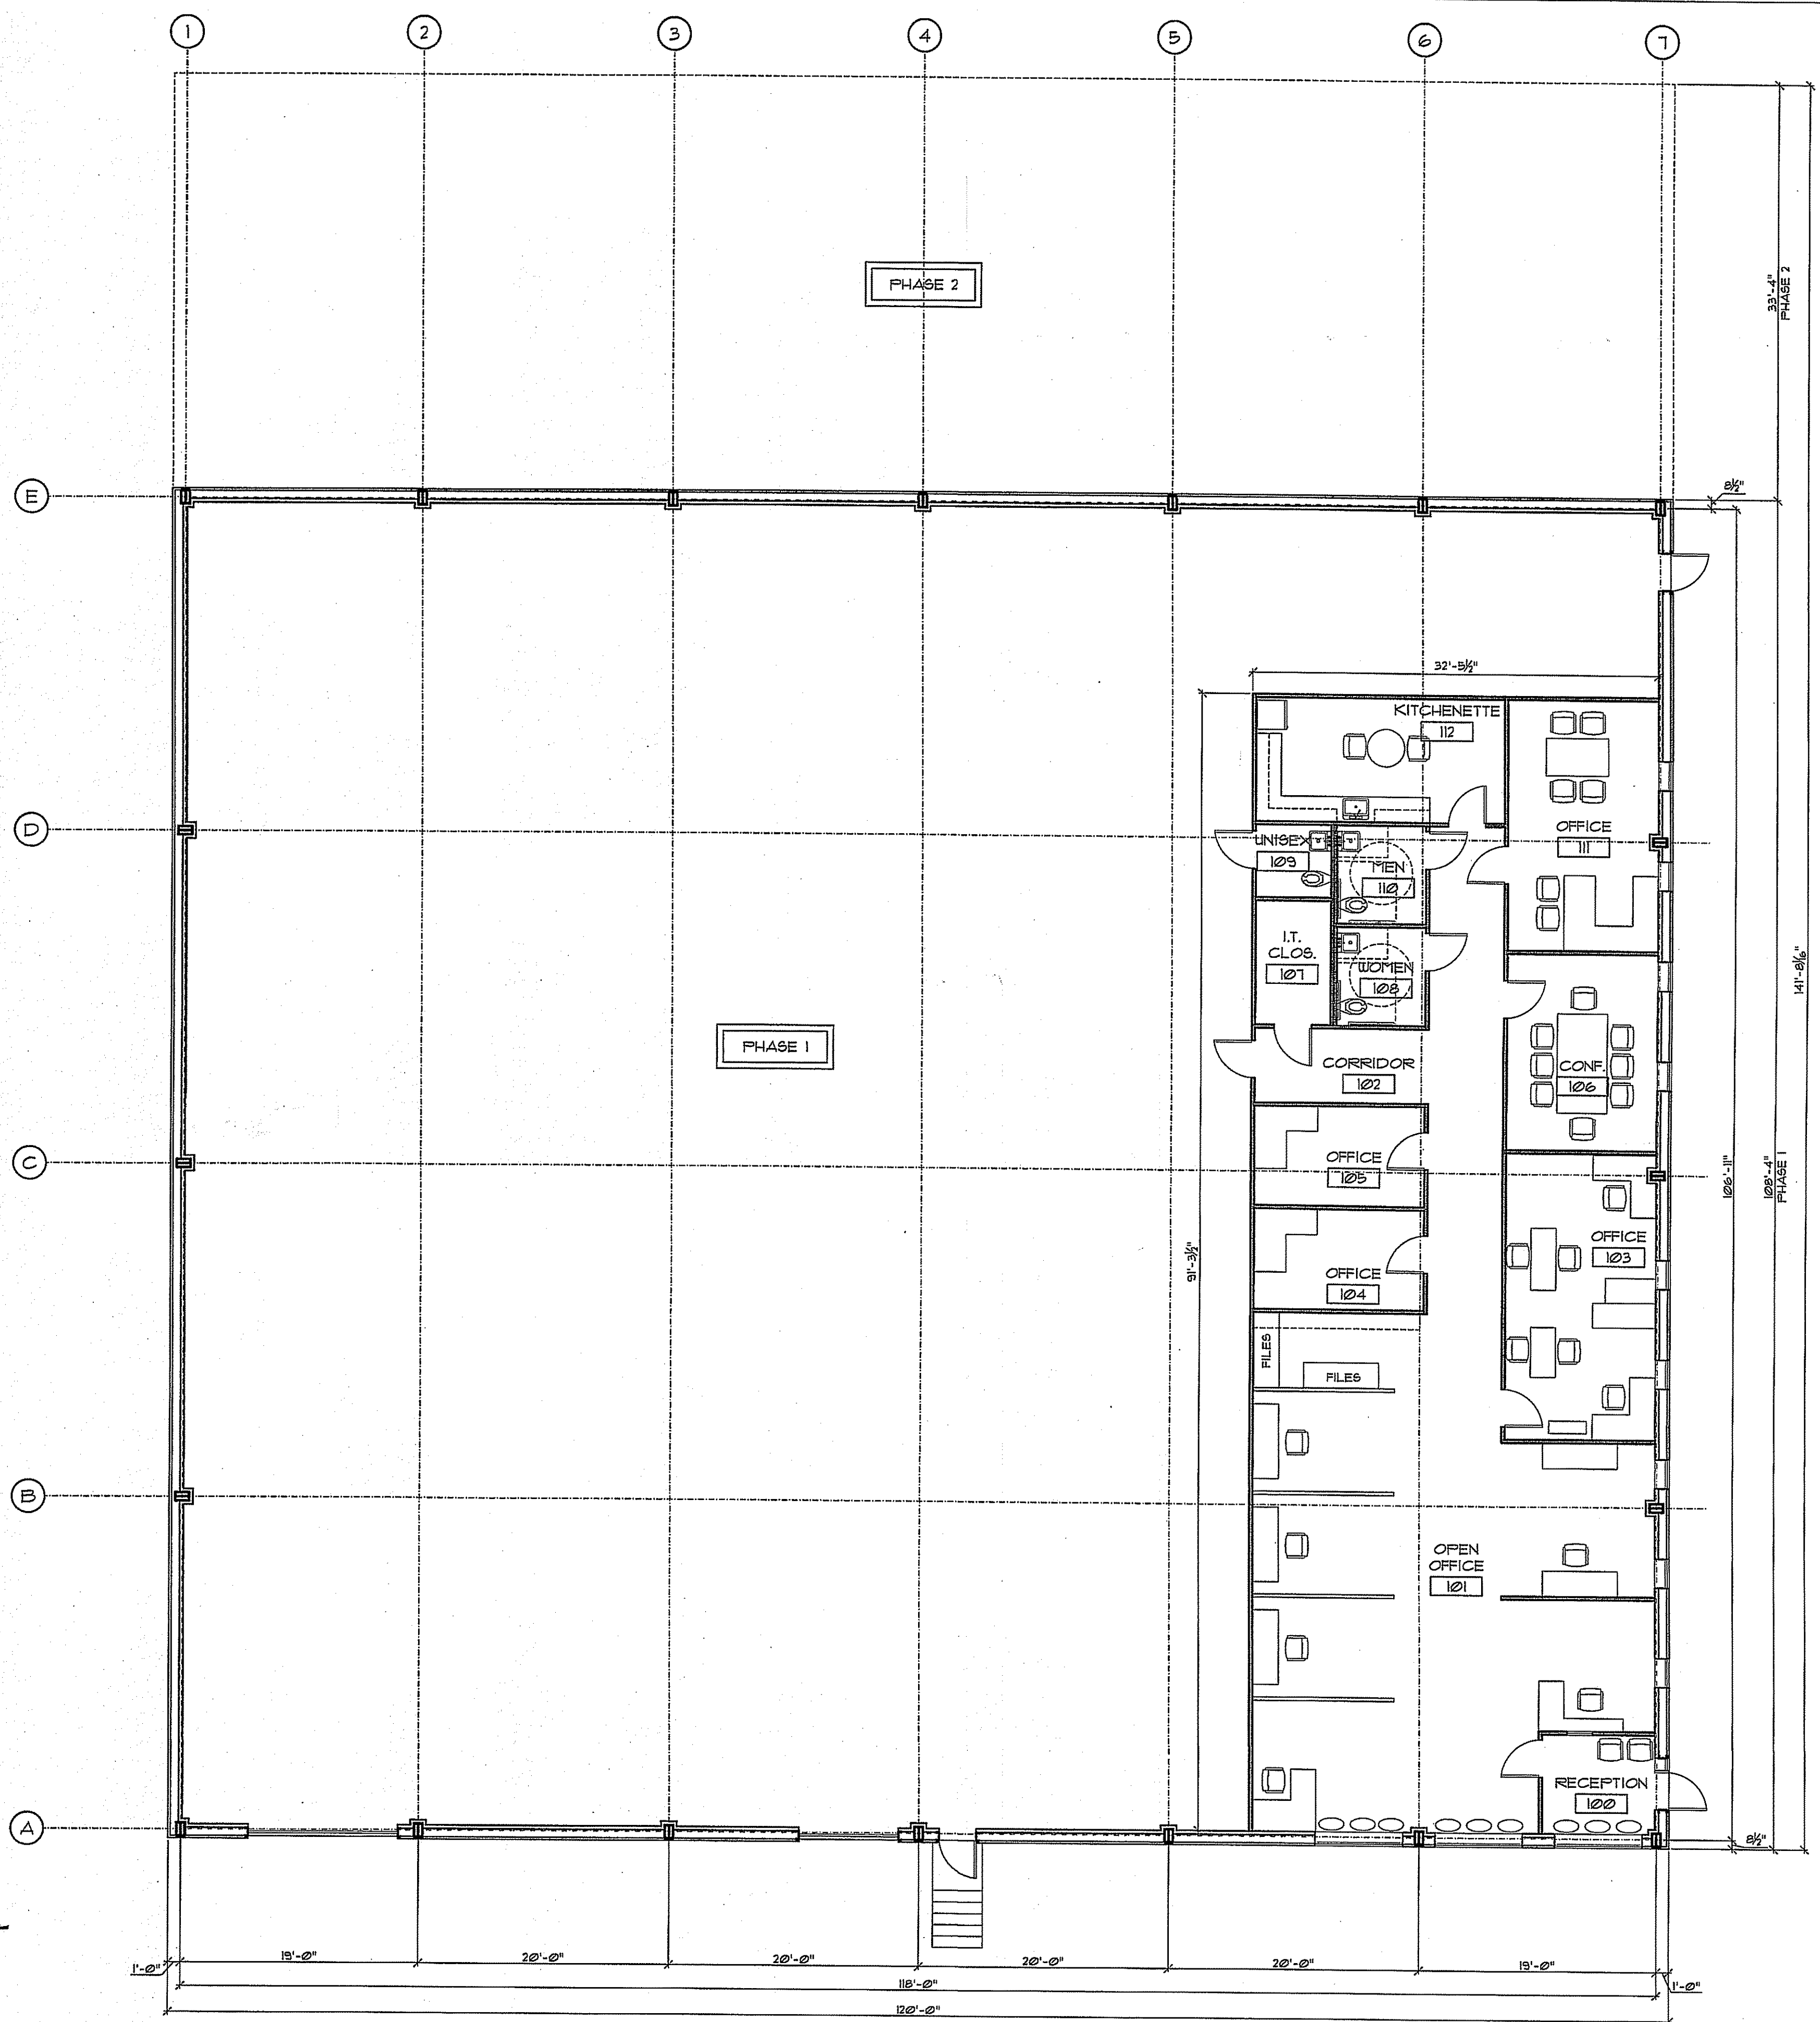 1 2 3 4 5 6 7
PHASE 2
33'-4"
PHASE 2
E
8½"
32'-5½"
KITCHENETTE
112
D
OFFICE
111
UNISEX
109
MEN
110
I.T.
CLOS.
107
WOMEN
108
141'-8 1/16"
PHASE 1
CORRIDOR
102
CONF.
106
C
OFFICE
105
106'-11"
108'-4"
PHASE 1
91'-3½"
OFFICE
103
OFFICE
104
FILES
FILES
B
OPEN
OFFICE
101
RECEPTION
100
A
8½"
1'-0" 19'-0" 20'-0" 20'-0" 20'-0" 20'-0" 19'-0" 1'-0"
118'-0"
120'-0"